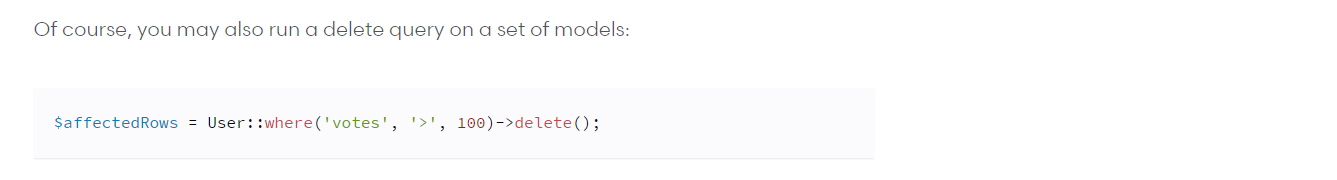 Of course, you may also run a delete query on a set of models:
$affectedRows = User::where('votes', '>', 100)->delete();